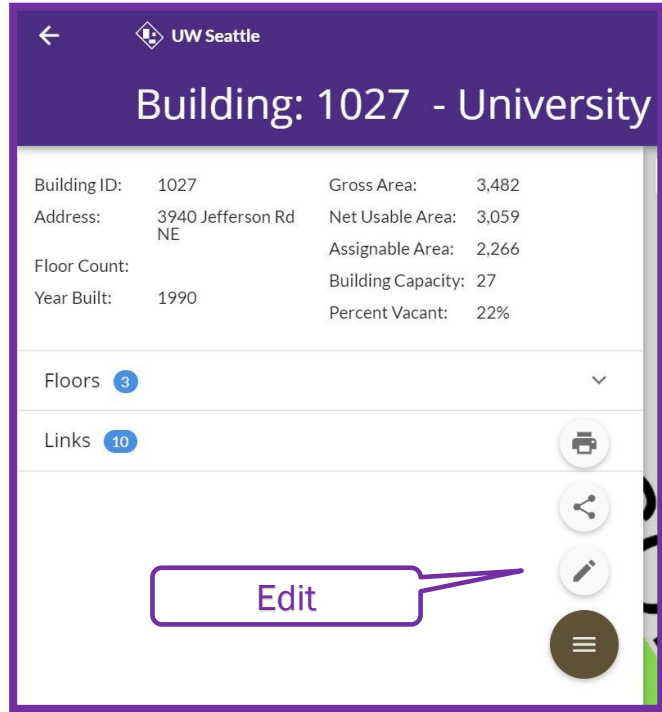 UW Seattle
Building: 1027 - University
Building ID: 1027
Address: 3940 Jefferson Rd
NE
Floor Count:
Year Built: 1990
Gross Area: 3,482
Net Usable Area: 3,059
Assignable Area: 2,266
Building Capacity: 27
Percent Vacant: 22%
Floors 3
Links 10
Edit